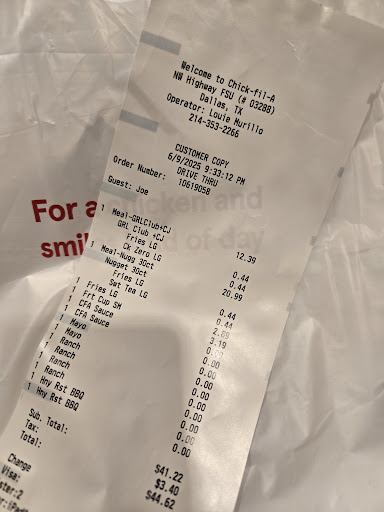 Welcome to Chick-fil-A
NW Highway FSU (# 03288)
Dallas, TX
Operator: Louie Murillo
214-353-2266
CUSTOMER COPY
6/9/2025 9:33:12 PM
DRIVE THRU
Order Number: 10619058
Guest: Joe
1 Meal-GRLClub+CJ 12.39
GRL Club +CJ
Fries LG 0.44
Ck Zero LG 0.44
1 Meal-Nugg 30ct 20.99
Nugget 30ct
Fries LG 0.44
Swt Tea LG 0.44
1 Fries LG 2.89
1 Frt Cup SM 3.19
1 CFA Sauce 0.00
1 CFA Sauce 0.00
1 Mayo 0.00
1 Mayo 0.00
1 Ranch 0.00
1 Ranch 0.00
1 Ranch 0.00
1 Hny Rst BBQ 0.00
1 Hny Rst BBQ 0.00
Sub. Total: $41.22
Tax: $3.40
Total: $44.62
Change
Visa:
For a chicken and
smil d of day